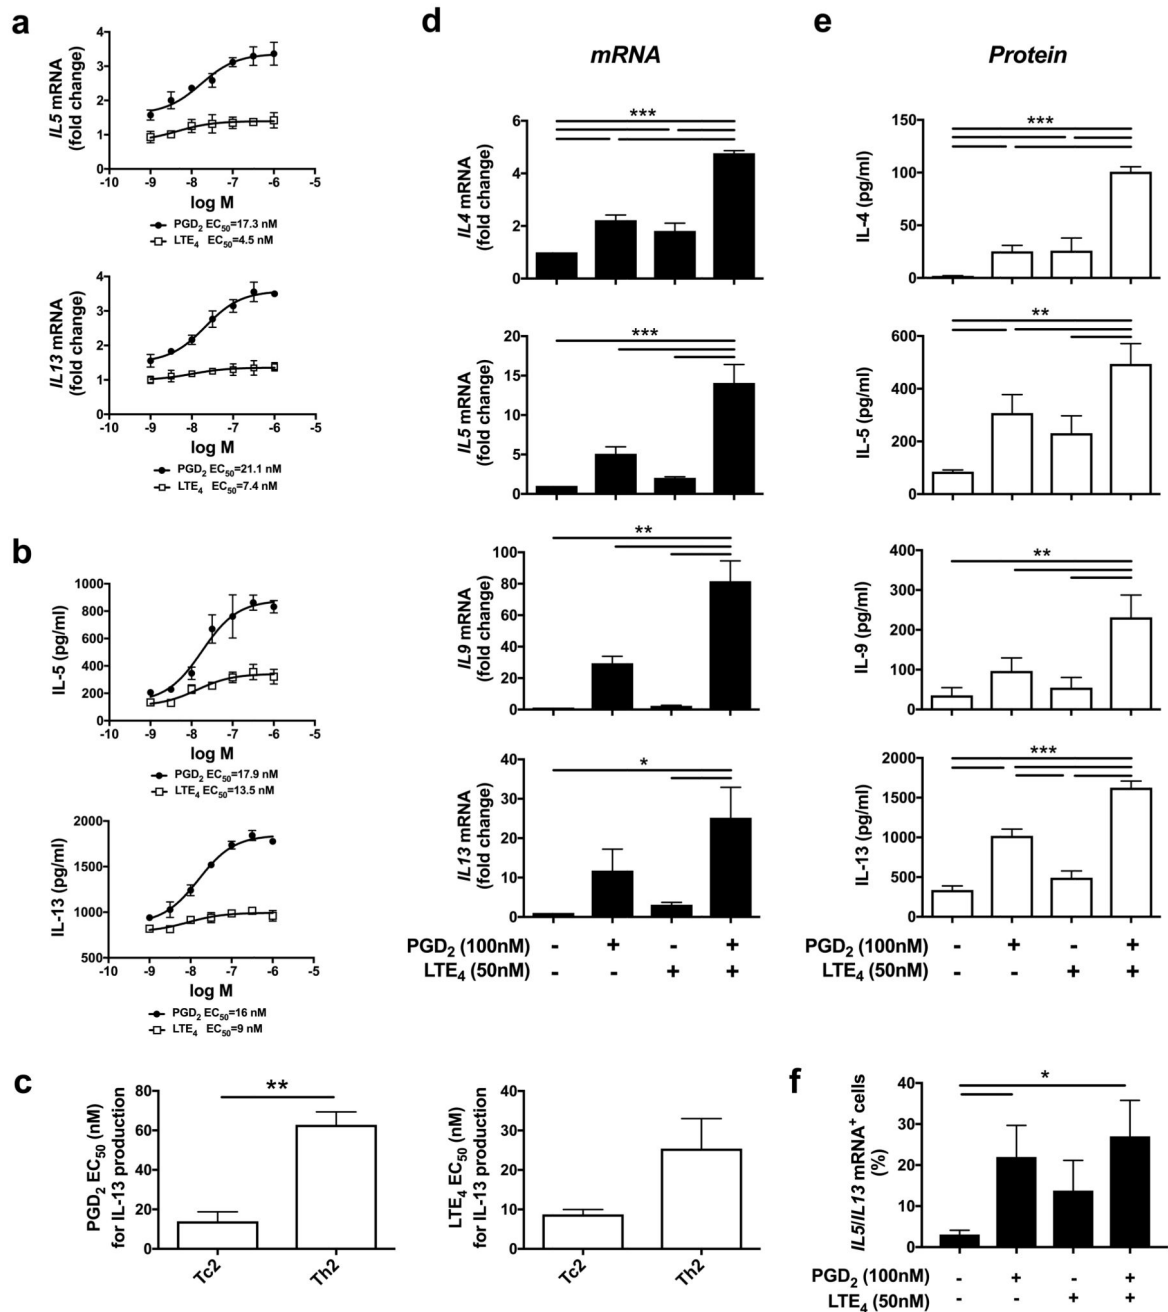 a
IL5 mRNA
(fold change)
4
3
2
1
0
-10 -9 -8 -7 -6 -5
log M
PGD2 EC50=17.3 nM
LTE4 EC50=4.5 nM
IL13 mRNA
(fold change)
4
3
2
1
0
-10 -9 -8 -7 -6 -5
log M
PGD2 EC50=21.1 nM
LTE4 EC50=7.4 nM
b
IL-5 (pg/ml)
1000
800
600
400
200
0
-10 -9 -8 -7 -6 -5
log M
PGD2 EC50=17.9 nM
LTE4 EC50=13.5 nM
IL-13 (pg/ml)
2000
1500
1000
500
-10 -9 -8 -7 -6 -5
log M
PGD2 EC50=16 nM
LTE4 EC50=9 nM
c
PGD2 EC50 (nM)
for IL-13 production
80
60
40
20
0
**
Tc2 Th2
LTE4 EC50 (nM)
for IL-13 production
40
30
20
10
0
Tc2 Th2
d
mRNA
IL4 mRNA
(fold change)
6
4
2
0
***
IL5 mRNA
(fold change)
20
15
10
5
0
***
IL9 mRNA
(fold change)
100
80
60
40
20
0
**
IL13 mRNA
(fold change)
40
30
20
10
0
*
PGD2 (100nM) - + - +
LTE4 (50nM) - - + +
e
Protein
IL-4 (pg/ml)
150
100
50
0
***
IL-5 (pg/ml)
600
400
200
0
**
IL-9 (pg/ml)
400
300
200
100
0
**
IL-13 (pg/ml)
2000
1500
1000
500
0
***
- + - +
- - + +
f
IL5/IL13 mRNA+ cells
(%)
40
30
20
10
0
*
PGD2 (100nM) - + - +
LTE4 (50nM) - - + +